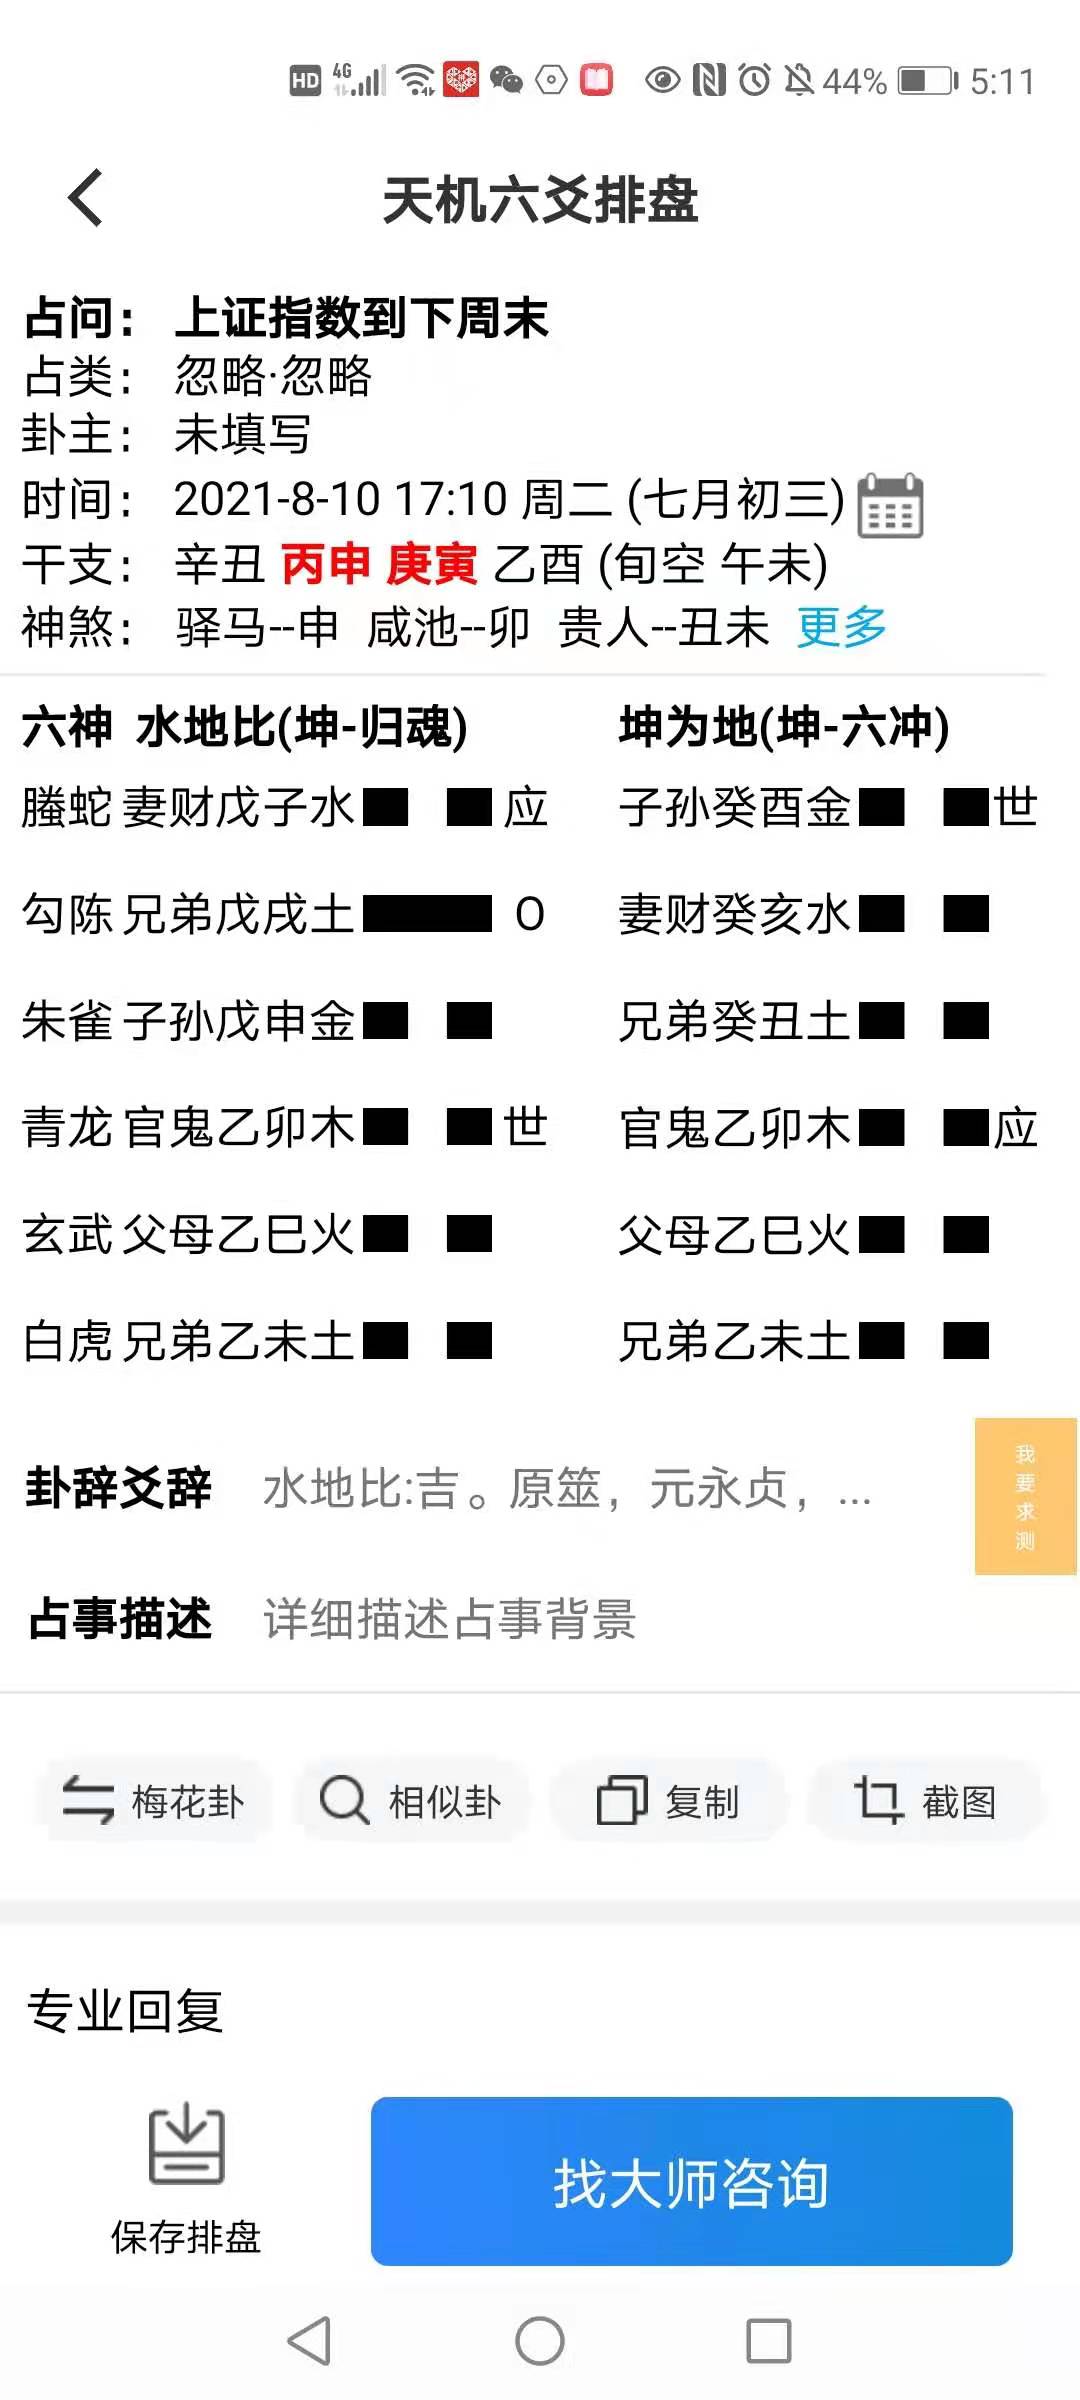 HD 4G 44% 5:11
天机六爻排盘
占问: 上证指数到下周末
占类: 忽略·忽略
卦主: 未填写
时间: 2021-8-10 17:10 周二 (七月初三)
干支: 辛丑 丙申 庚寅 乙酉 (旬空 午未)
神煞: 驿马--申 咸池--卯 贵人--丑未 更多
六神 水地比(坤-归魂) 坤为地(坤-六冲)
螣蛇 妻财戊子水 应 子孙癸酉金 世
勾陈 兄弟戊戌土 O 妻财癸亥水
朱雀 子孙戊申金 兄弟癸丑土
青龙 官鬼乙卯木 世 官鬼乙卯木 应
玄武 父母乙巳火 父母乙巳火
白虎 兄弟乙未土 兄弟乙未土
卦辞爻辞 水地比:吉。原筮，元永贞，...
我要求测
占事描述 详细描述占事背景
梅花卦 相似卦 复制 截图
专业回复
保存排盘 找大师咨询